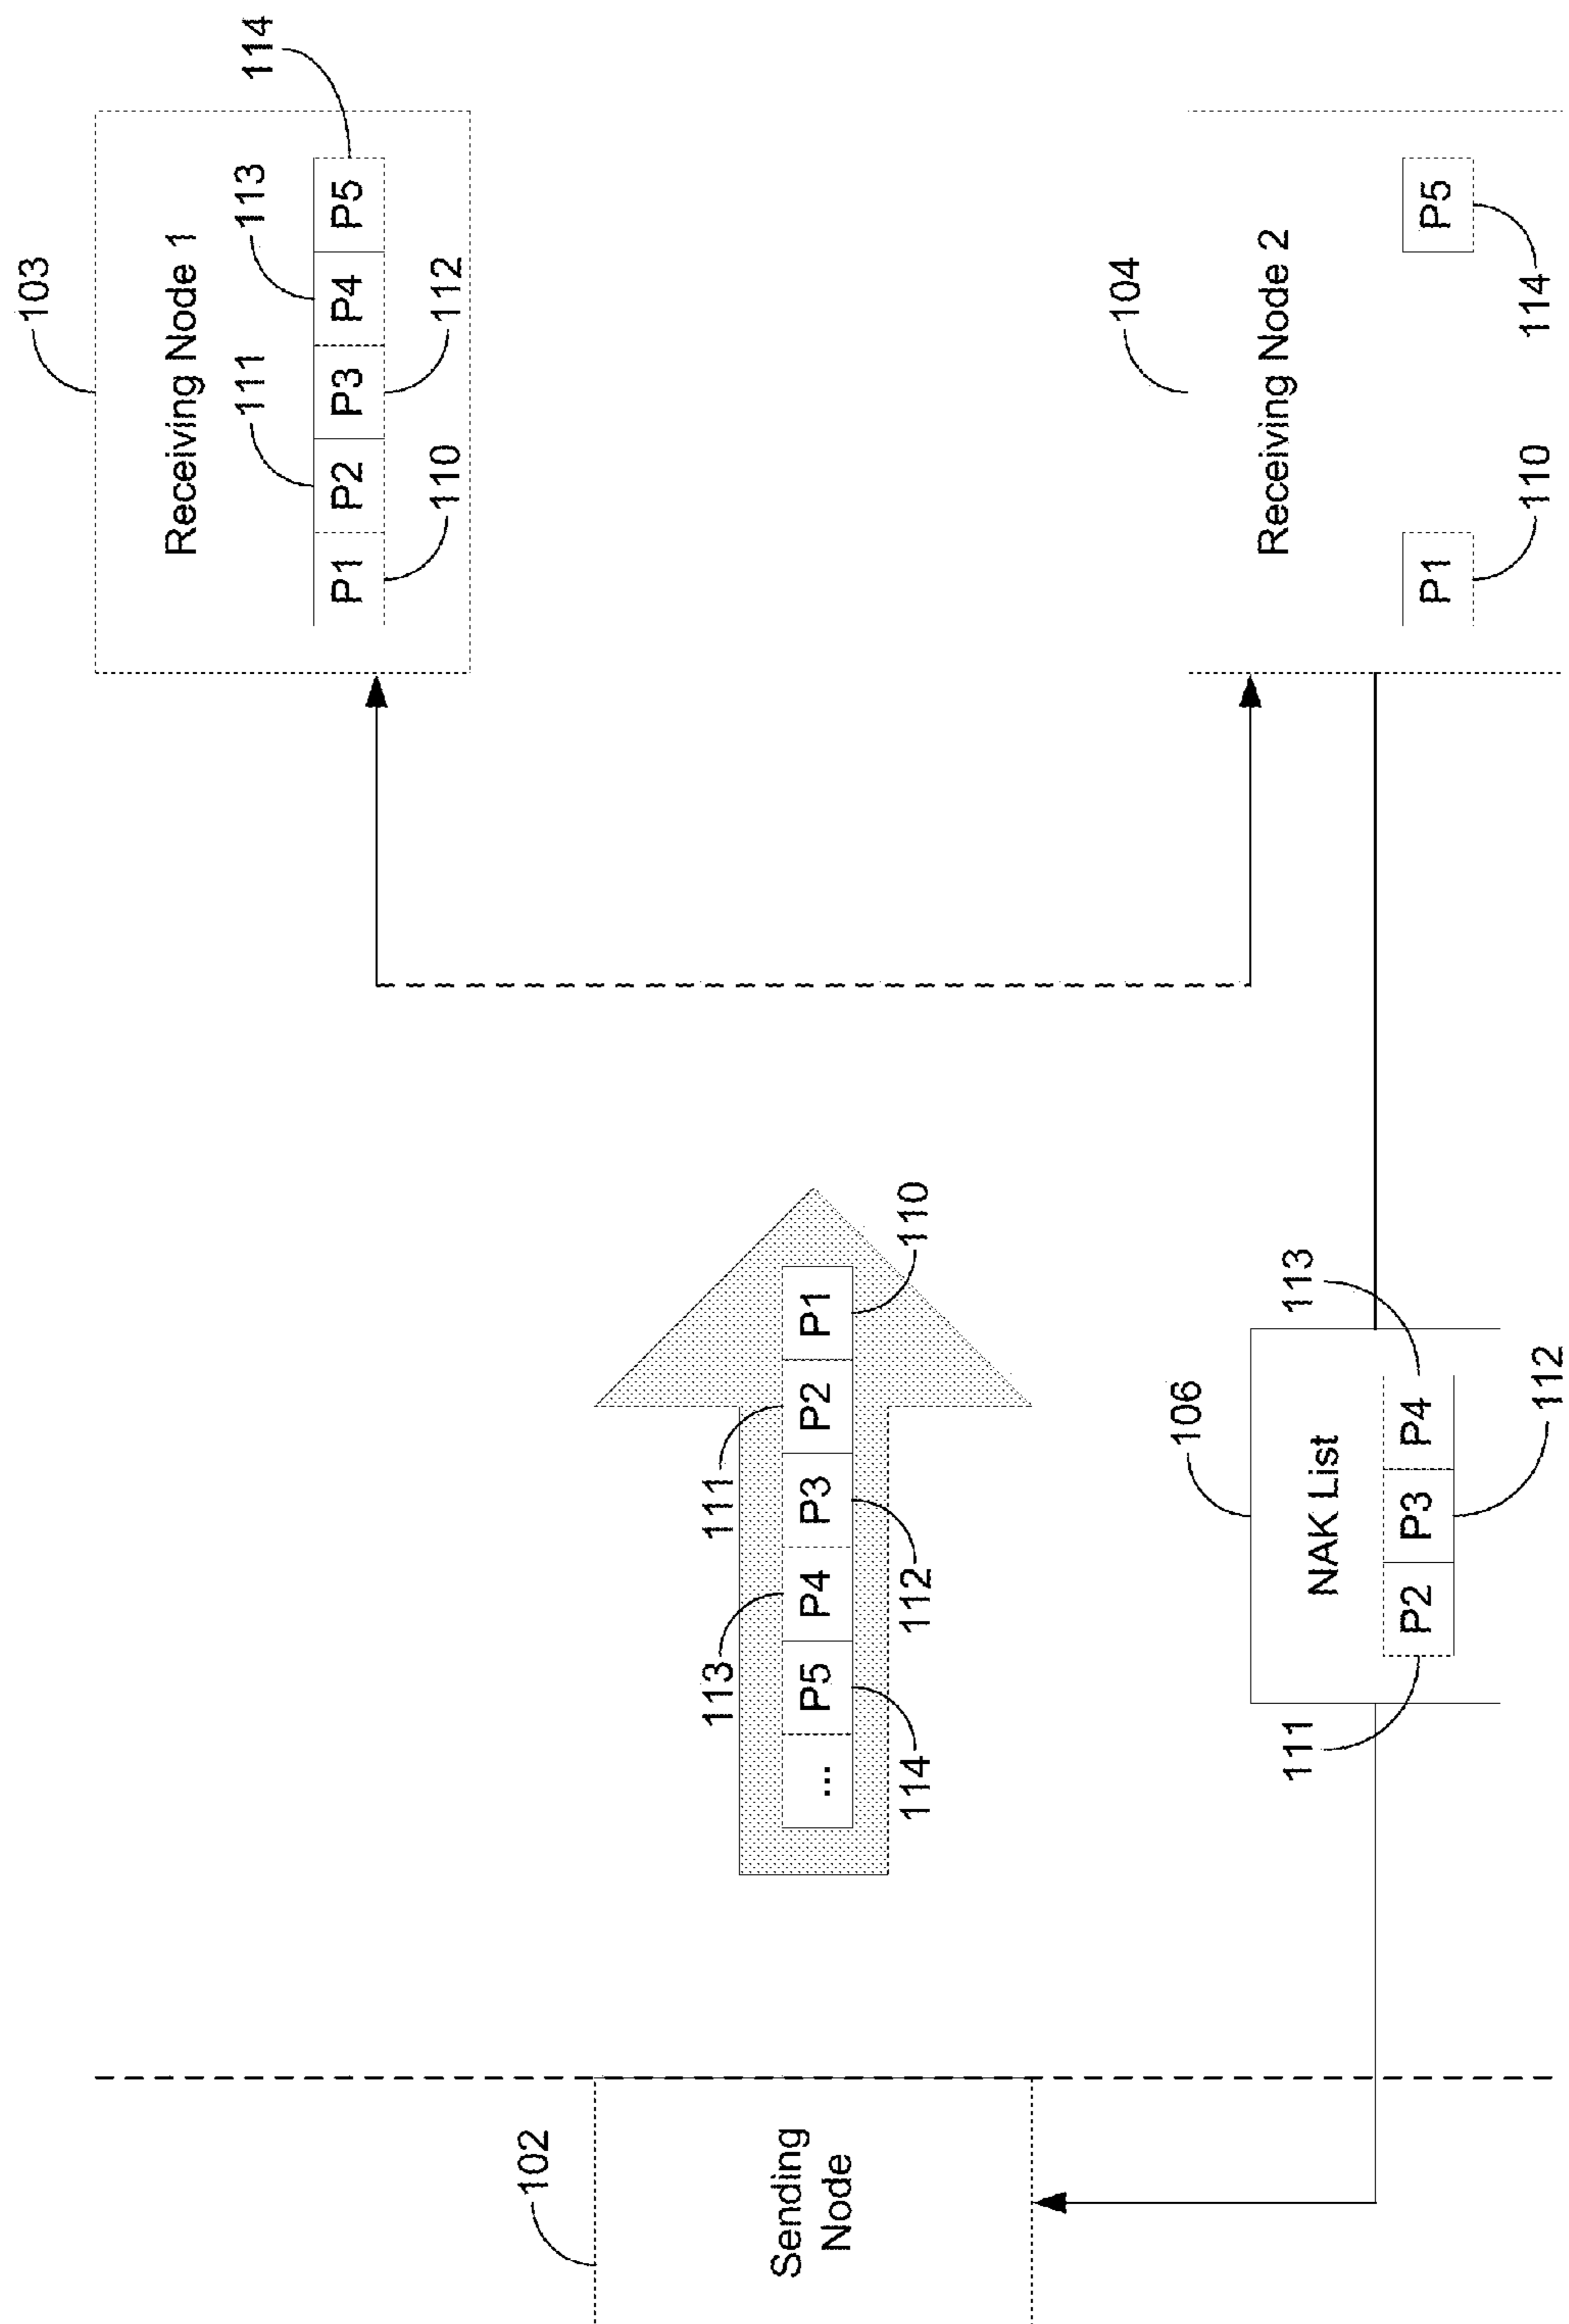 103
Receiving Node 1
111
113
114
P1 P2 P3 P4 P5
110
112
102
Sending
Node
113
111
... P5 P4 P3 P2 P1
114
112
110
104
Receiving Node 2
P1
P5
110
114
106
NAK List
111
113
P2 P3 P4
112